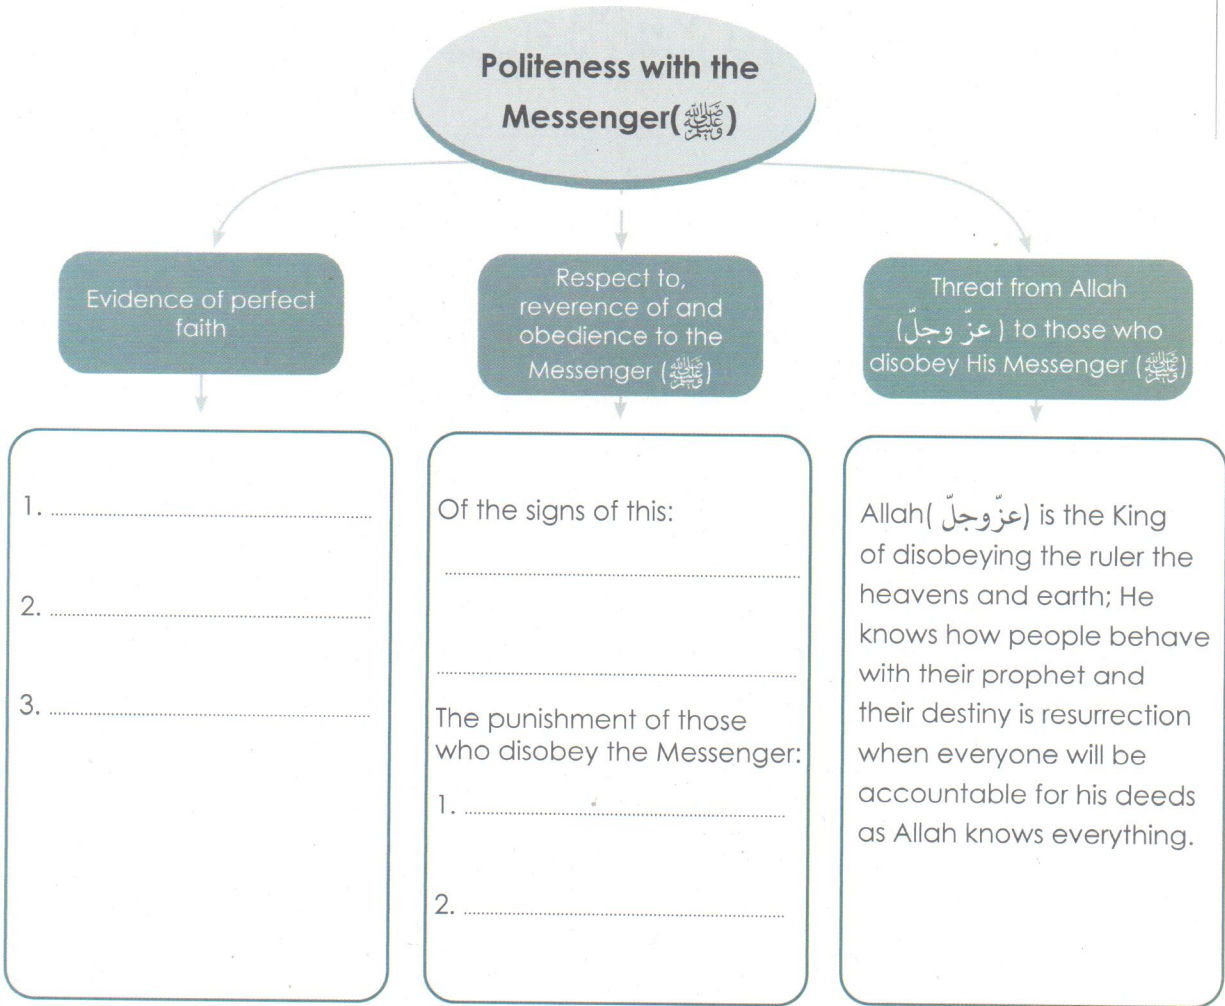 Politeness with the
Messenger(ﷺ)
Evidence of perfect
faith
Respect to,
reverence of and
obedience to the
Messenger (ﷺ)
Threat from Allah
(عزّ وجلّ) to those who
disobey His Messenger (ﷺ)
1.
2.
3.
Of the signs of this:
The punishment of those
who disobey the Messenger:
1.
2.
Allah( عزّوجلّ) is the King
of disobeying the ruler the
heavens and earth; He
knows how people behave
with their prophet and
their destiny is resurrection
when everyone will be
accountable for his deeds
as Allah knows everything.